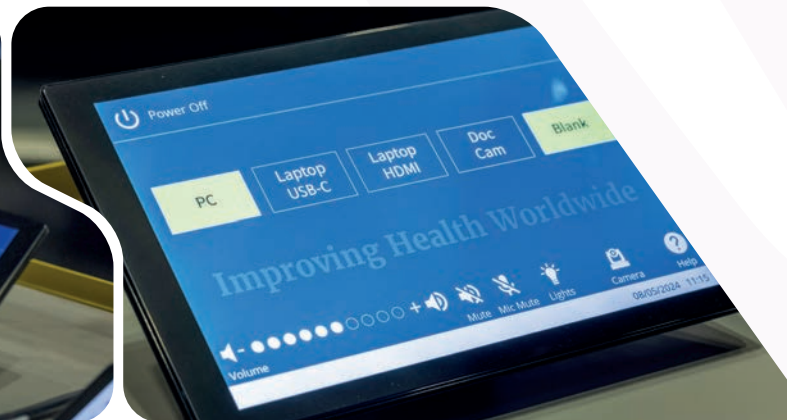 Power Off
PC
Laptop
USB-C
Laptop
HDMI
Doc
Cam
Blank
Improving Health Worldwide
- +
Mute
Mic Mute
Lights
Camera
Help
Volume
08/05/2024 11:15